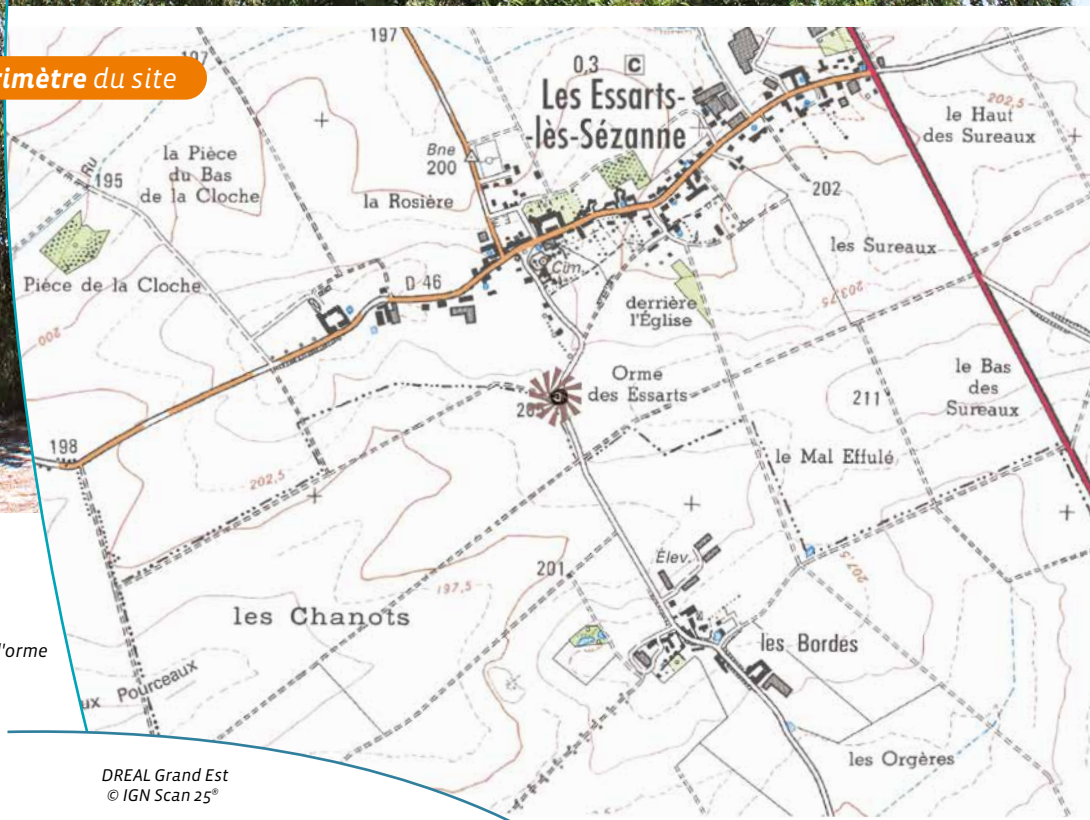 rimètre du site
197
197
0,3 C
Les Essarts-
-lès-Sézanne
202,5
le Haut
des Sureaux
Bne
200
la Pièce
du Bas
de la Cloche
Ru
195
la Rosière
202
les Sureaux
Pièce de la Cloche
D 46
Cim.
derrière
l'Église
203,75
200
Orme
des Essarts
le Bas
des
Sureaux
211
205
198
202,5
le Mal Effulé
Élev.
201
197,5
207,5
les Chanots
les Bordes
l'orme
ux Pourceaux
les Orgères
DREAL Grand Est
© IGN Scan 25®